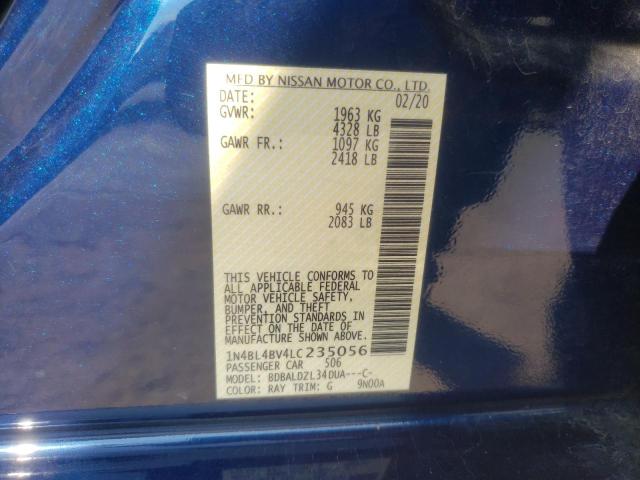 MFD BY NISSAN MOTOR CO., LTD.
DATE: 02/20
GVWR: 1963 KG
4328 LB
GAWR FR.: 1097 KG
2418 LB
GAWR RR.: 945 KG
2083 LB
THIS VEHICLE CONFORMS TO
ALL APPLICABLE FEDERAL
MOTOR VEHICLE SAFETY,
BUMPER, AND THEFT
PREVENTION STANDARDS
IN EFFECT ON THE DATE OF
MANUFACTURE SHOWN ABOVE.
1N4BL4BV4LC235056
PASSENGER CAR 506
MODEL: BDBALDZL34DUA---C-
COLOR: RAY TRIM: G 9N00A